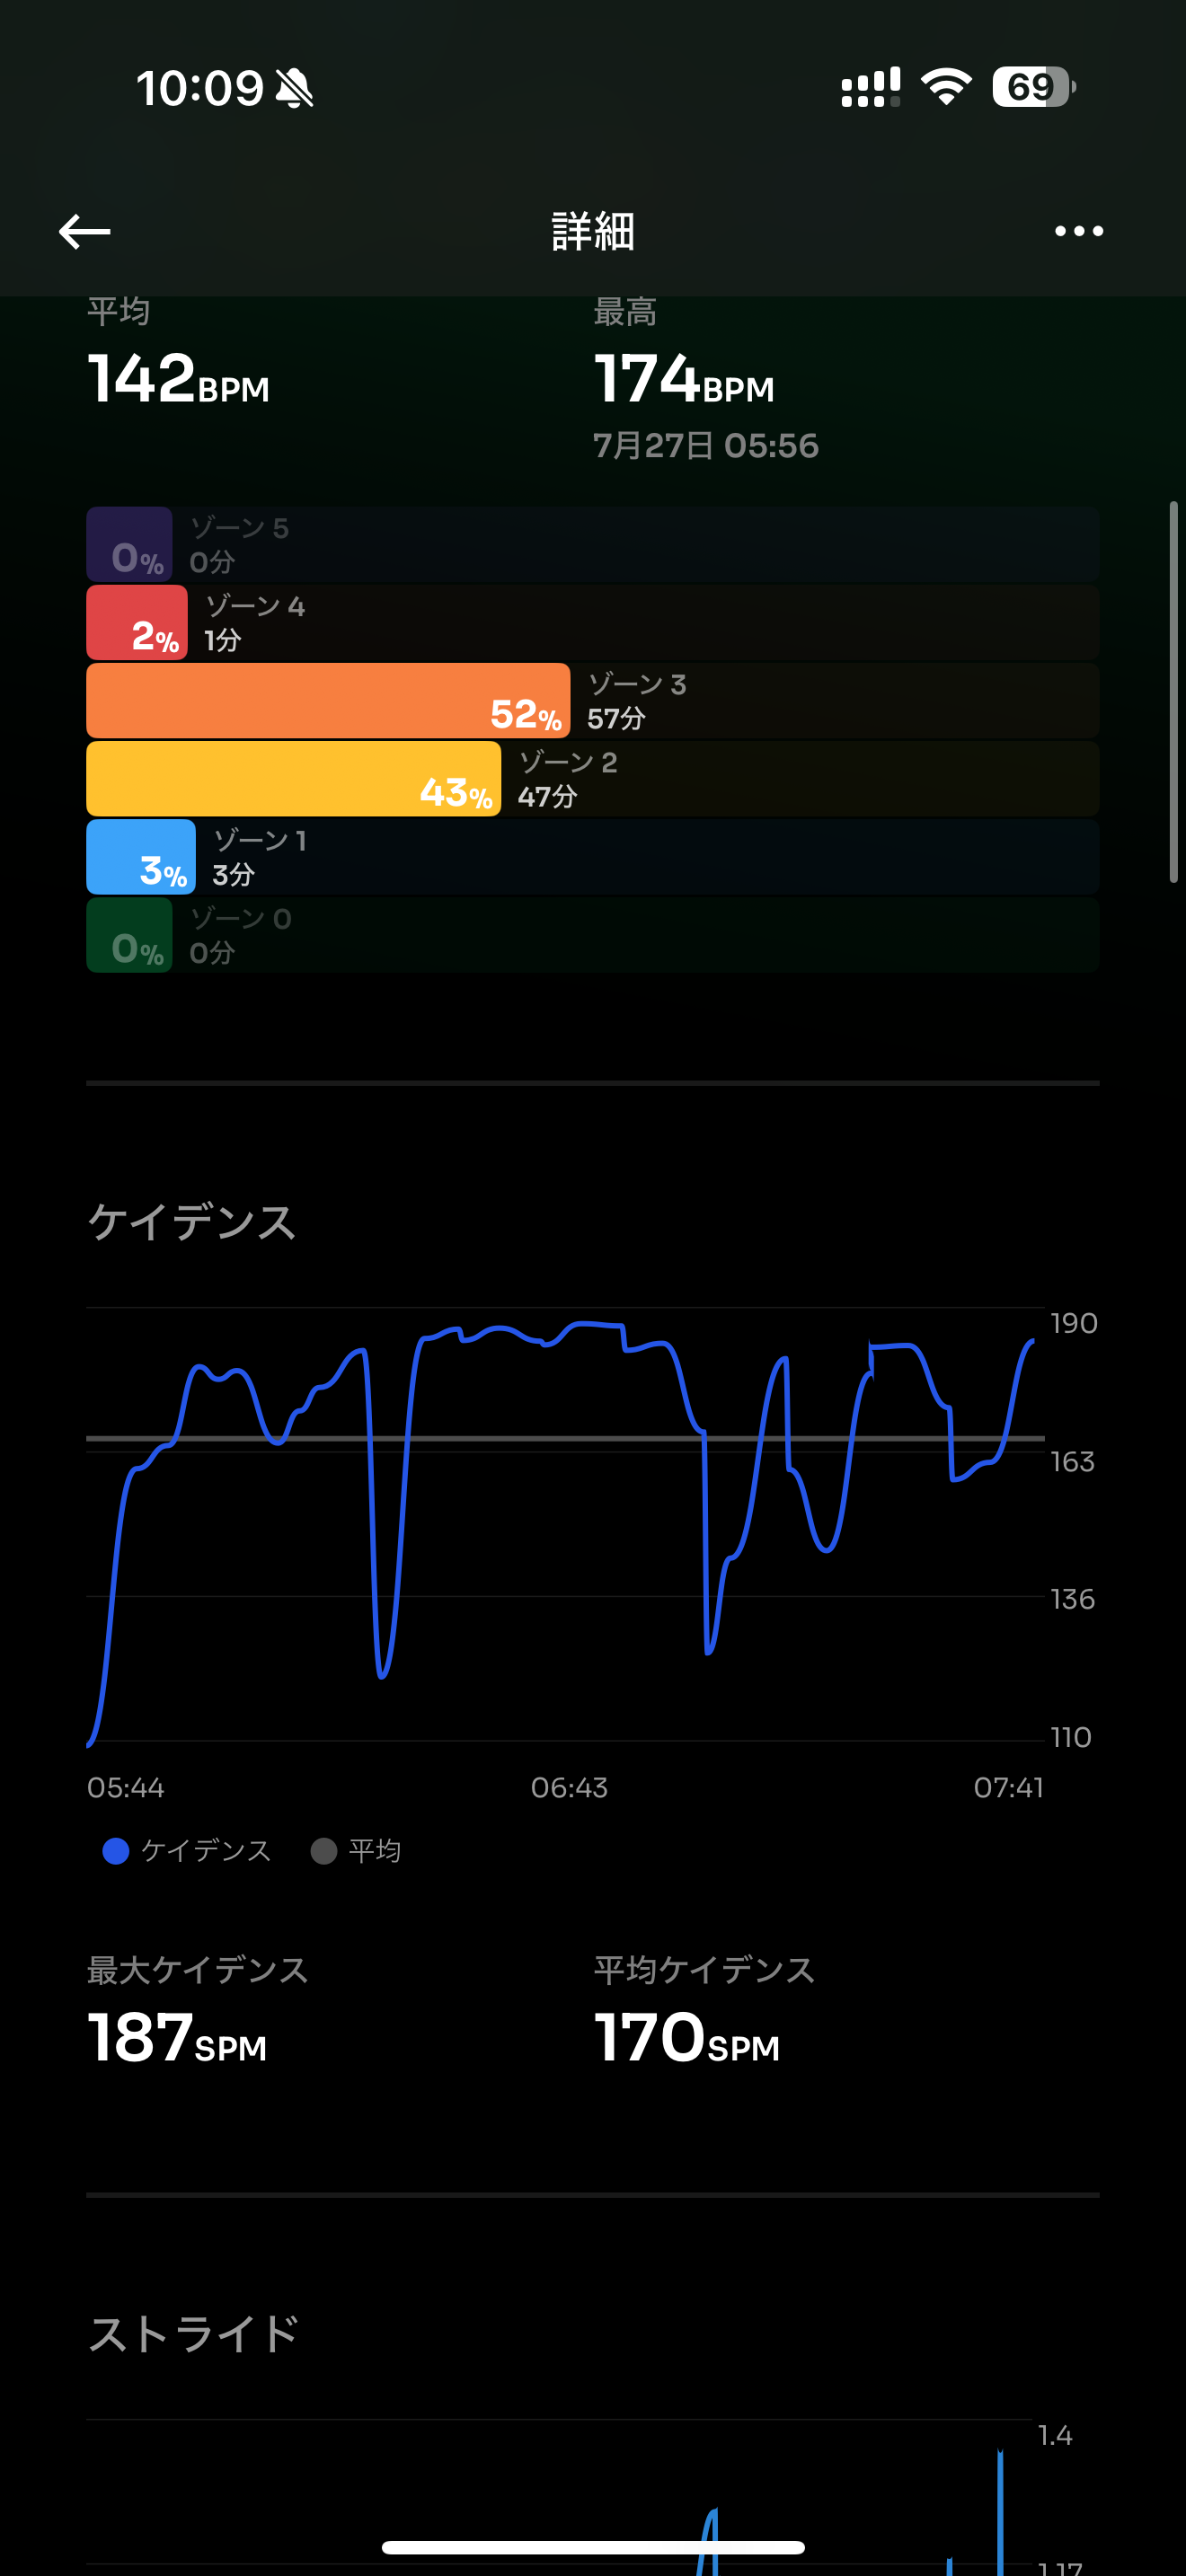 10:09
69
詳細
平均
最高
142BPM
174BPM
7月27日 05:56
ゾーン 5
0%
0分
ゾーン 4
2%
1分
ゾーン 3
52%
57分
ゾーン 2
43%
47分
ゾーン 1
3%
3分
ゾーン 0
0%
0分
ケイデンス
190
163
136
110
05:44
06:43
07:41
ケイデンス
平均
最大ケイデンス
平均ケイデンス
187SPM
170SPM
ストライド
1.4
1.17